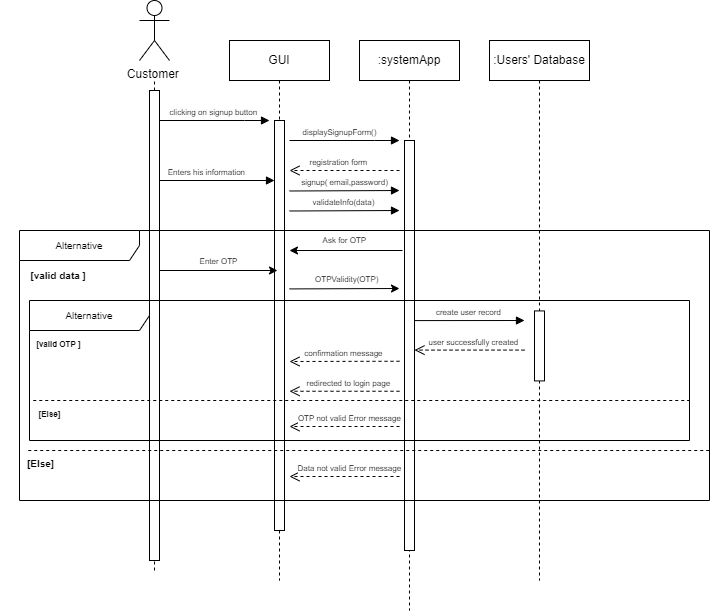 Customer
GUI
:systemApp
:Users' Database
clicking on signup button
displaySignupForm()
registration form
Enters his information
signup( email,password)
validateInfo(data)
Alternative
Ask for OTP
Enter OTP
[valid data ]
OTPValidity(OTP)
Alternative
create user record
[valid OTP ]
user successfully created
confirmation message
redirected to login page
[Else]
OTP not valid Error message
[Else]
Data not valid Error message